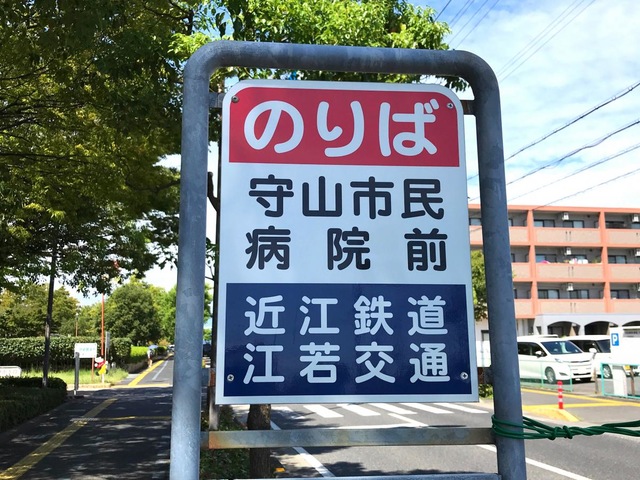 のりば
守山市民
病院前
近江鉄道
江若交通